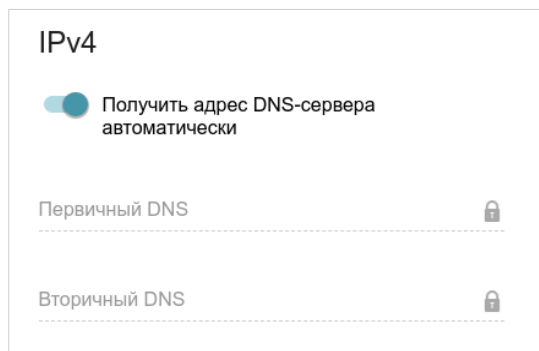 IPv4
Получить адрес DNS-сервера
автоматически
Первичный DNS
Вторичный DNS